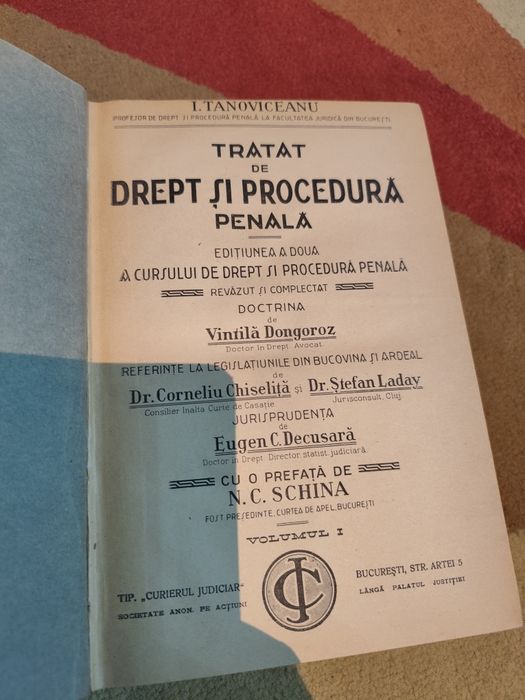 I. TANOVICEANU
PROFESOR DE DREPT ȘI PROCEDURĂ PENALĂ LA FACULTATEA JURIDICĂ DIN BUCUREȘTI
TRATAT
DE
DREPT ȘI PROCEDURĂ
PENALĂ
EDIȚIUNEA A DOUA
A CURSULUI DE DREPT ȘI PROCEDURĂ PENALĂ
REVĂZUT ȘI COMPLECTAT
DOCTRINA
de
Vintilă Dongoroz
Doctor în Drept, Avocat.
REFERINȚE LA LEGISLAȚIUNILE DIN BUCOVINA ȘI ARDEAL
de
Dr. Corneliu Chiseliță și Dr. Ștefan Laday
Consilier Inalta Curte de Casație Jurisconsult, Cluj.
JURISPRUDENȚA
de
Eugen C. Decusară
Doctor în Drept Director, statist. judiciară.
CU O PREFAȚĂ DE
N. C. SCHINA
FOST PREȘEDINTE, CURTEA DE APEL, BUCUREȘTI
VOLUMUL I
TIP. „CURIERUL JUDICIAR"
SOCIETATE ANON. PE ACȚIUNI
CJ
BUCUREȘTI, STR. ARTEI 5
LÂNGĂ PALATUL JUSTIȚIEI